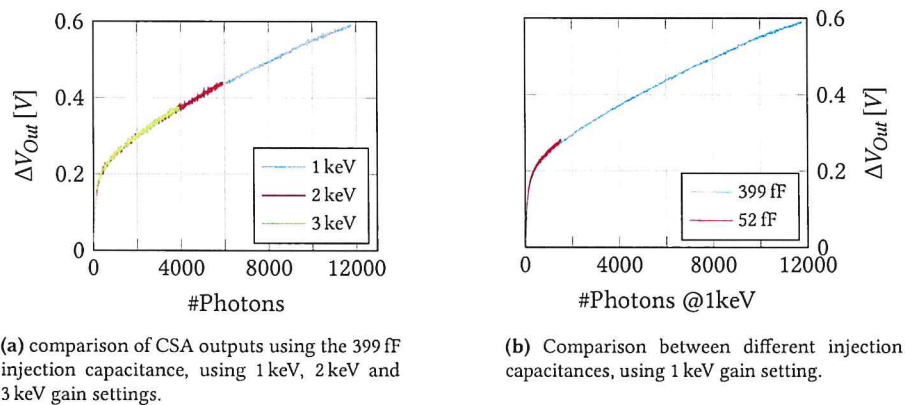 0.6
0.4
0.2
0
ΔV_Out [V]
1 keV
2 keV
3 keV
0 4000 8000 12000
#Photons
(a) comparison of CSA outputs using the 399 fF
injection capacitance, using 1 keV, 2 keV and
3 keV gain settings.
0.6
0.4
0.2
0
ΔV_Out [V]
399 fF
52 fF
0 4000 8000 12000
#Photons @1keV
(b) Comparison between different injection
capacitances, using 1 keV gain setting.